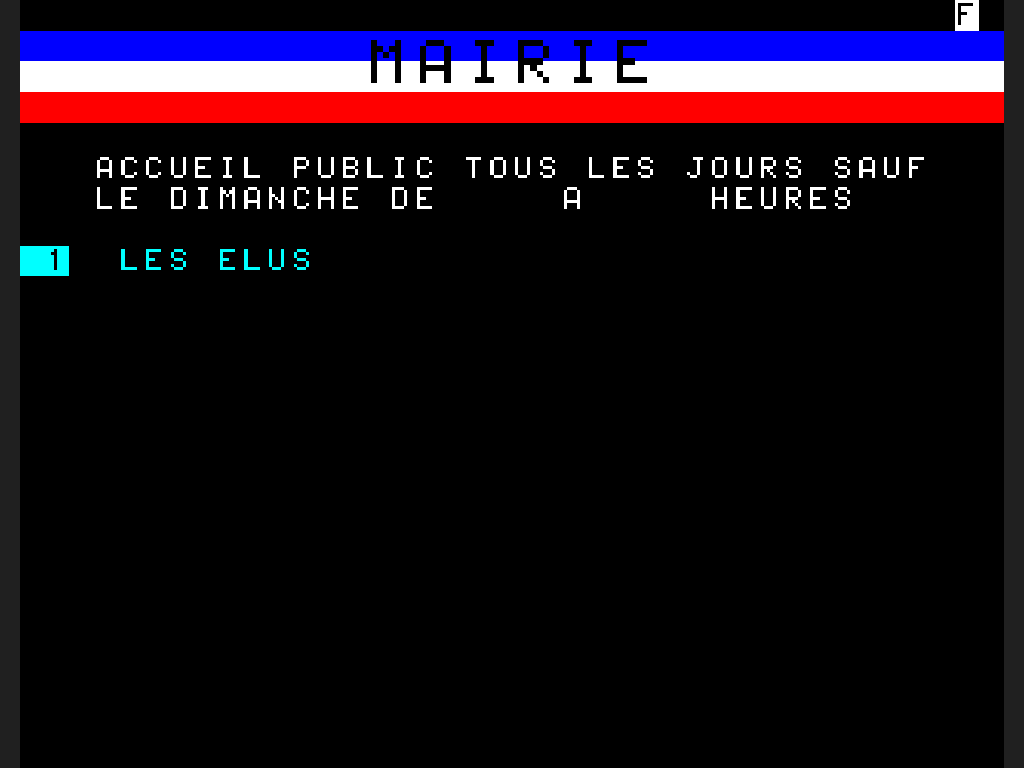 F
MAIRIE
ACCUEIL PUBLIC TOUS LES JOURS SAUF
LE DIMANCHE DE A HEURES
1 LES ELUS